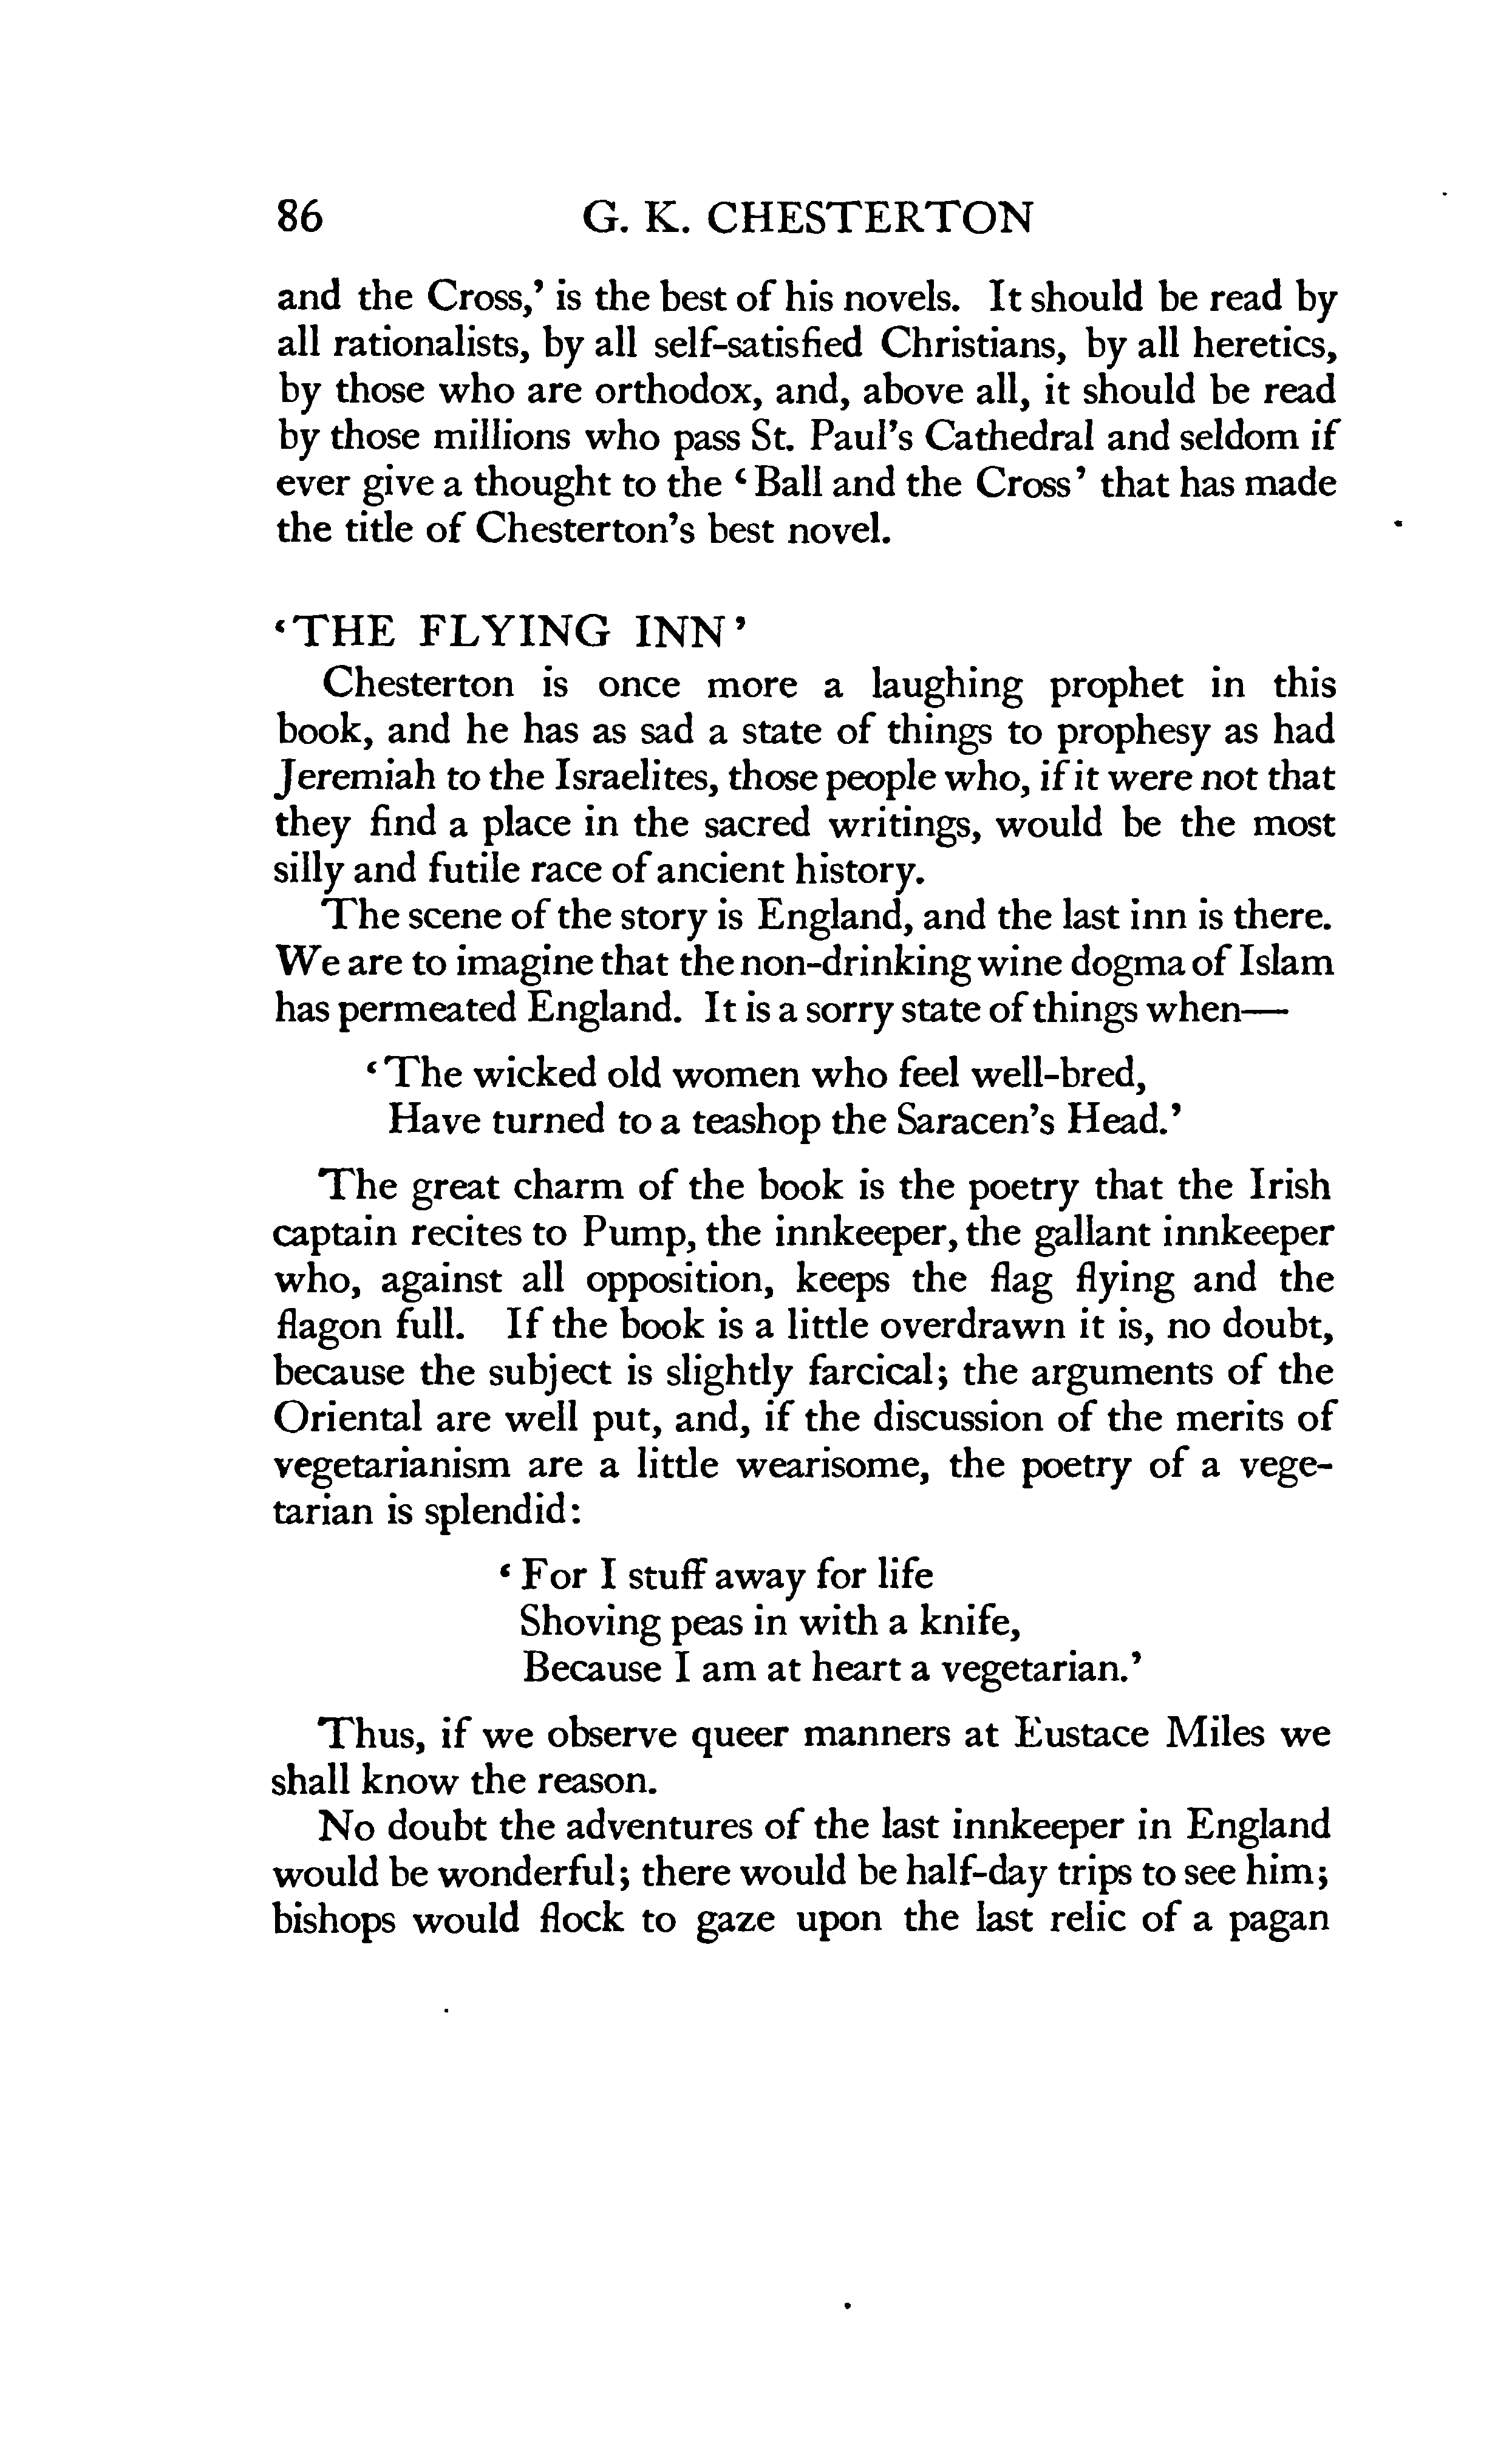 86 G. K. CHESTERTON
and the Cross,’ is the best of his novels. It should be read by
all rationalists, by all self-satisfied Christians, by all heretics,
by those who are orthodox, and, above all, it should be read
by those millions who pass St. Paul’s Cathedral and seldom if
ever give a thought to the ‘Ball and the Cross’ that has made
the title of Chesterton’s best novel.
‘THE FLYING INN’
Chesterton is once more a laughing prophet in this
book, and he has as sad a state of things to prophesy as had
Jeremiah to the Israelites, those people who, if it were not that
they find a place in the sacred writings, would be the most
silly and futile race of ancient history.
The scene of the story is England, and the last inn is there.
We are to imagine that the non-drinking wine dogma of Islam
has permeated England. It is a sorry state of things when—
‘The wicked old women who feel well-bred,
Have turned to a teashop the Saracen’s Head.’
The great charm of the book is the poetry that the Irish
captain recites to Pump, the innkeeper, the gallant innkeeper
who, against all opposition, keeps the flag flying and the
flagon full. If the book is a little overdrawn it is, no doubt,
because the subject is slightly farcical; the arguments of the
Oriental are well put, and, if the discussion of the merits of
vegetarianism are a little wearisome, the poetry of a vege-
tarian is splendid:
‘For I stuff away for life
Shoving peas in with a knife,
Because I am at heart a vegetarian.’
Thus, if we observe queer manners at Eustace Miles we
shall know the reason.
No doubt the adventures of the last innkeeper in England
would be wonderful; there would be half-day trips to see him;
bishops would flock to gaze upon the last relic of a pagan